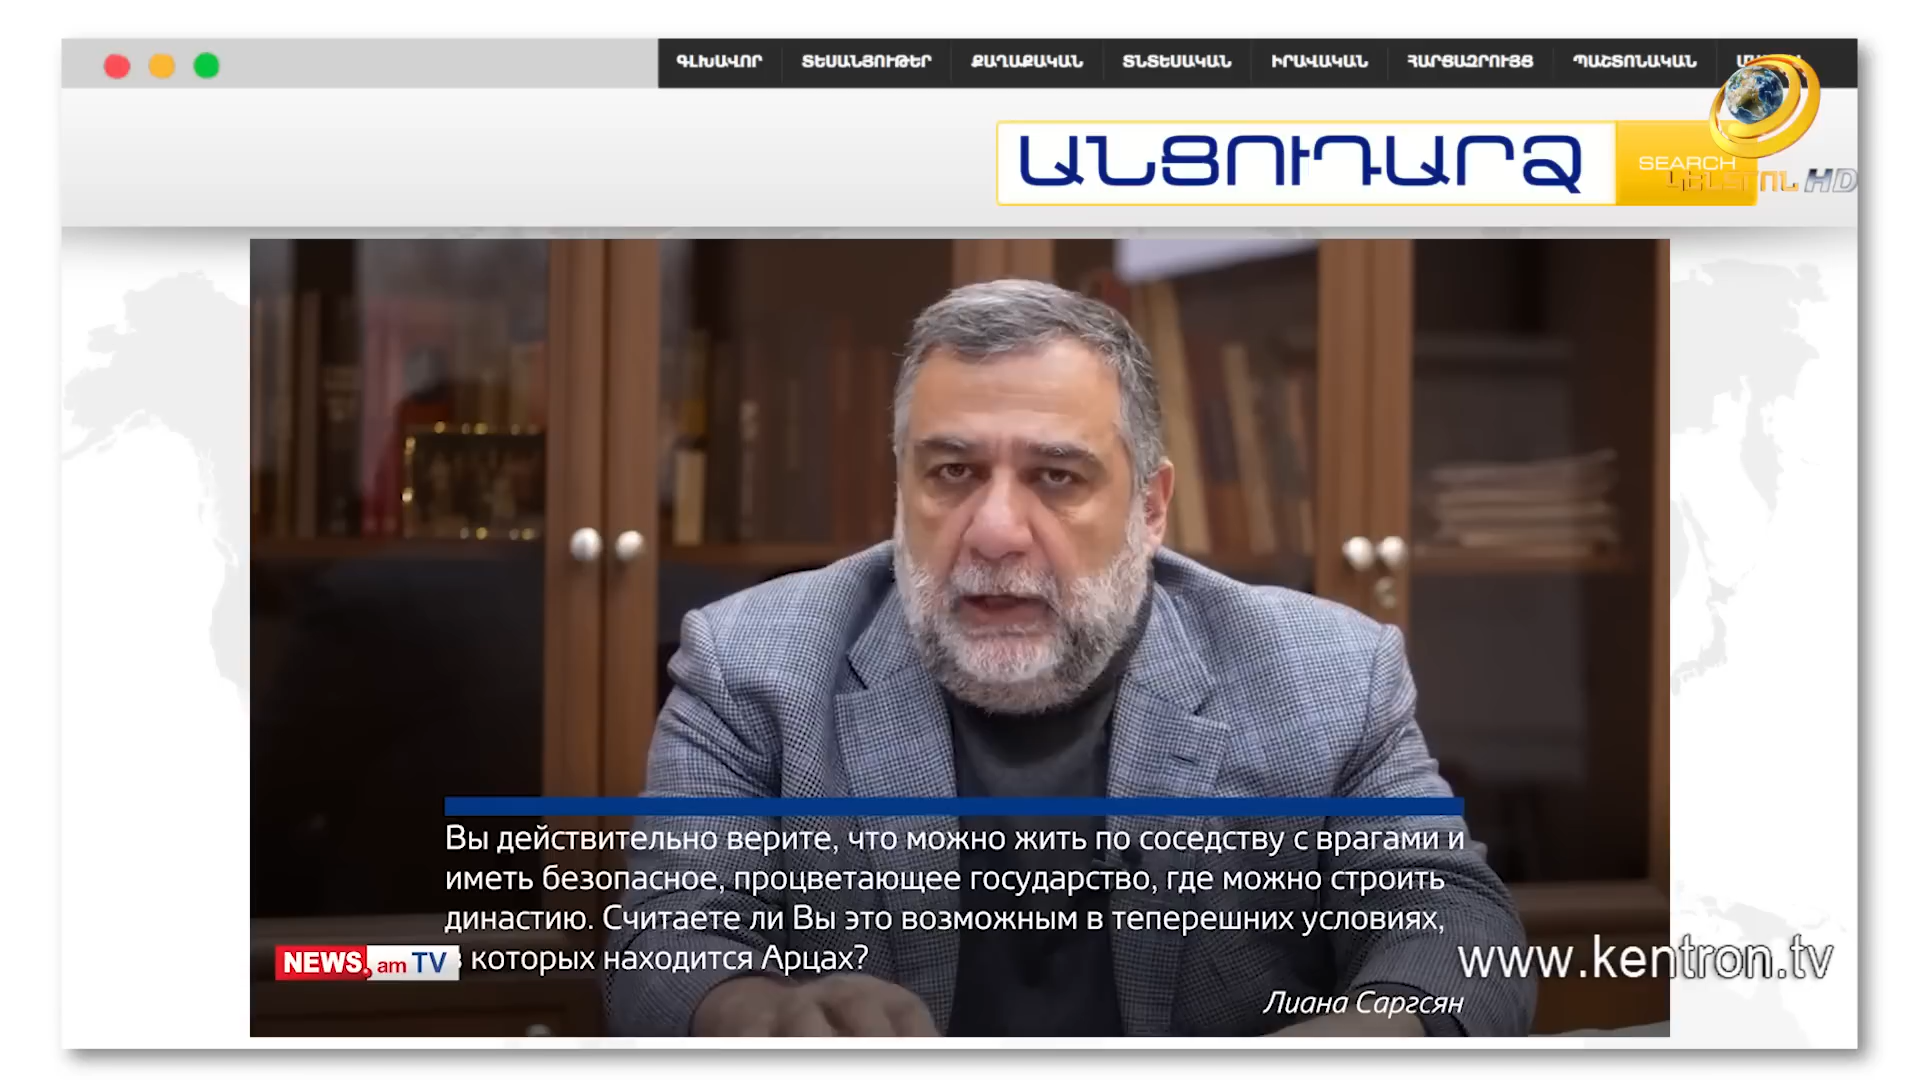 ԳԼԽԱՎՈՐ ՏԵՍԱՆՅՈՒԹԵՐ ՔԱՂԱՔԱԿԱՆ ՏՆՏԵՍԱԿԱՆ ԻՐԱՎԱԿԱՆ ՀԱՐՑԱԶՐՈՒՅՑ ՊԱՇՏՈՆԱԿԱՆ
ԱՆՑՈՒԴԱՐՁ
SEARCH
ԿԵՆՏՐՈՆ HD
Вы действительно верите, что можно жить по соседству с врагами и
иметь безопасное, процветающее государство, где можно строить
династию. Считаете ли Вы это возможным в теперешних условиях,
которых находится Арцах?
NEWS.am TV
www.kentron.tv
Лиана Саргсян